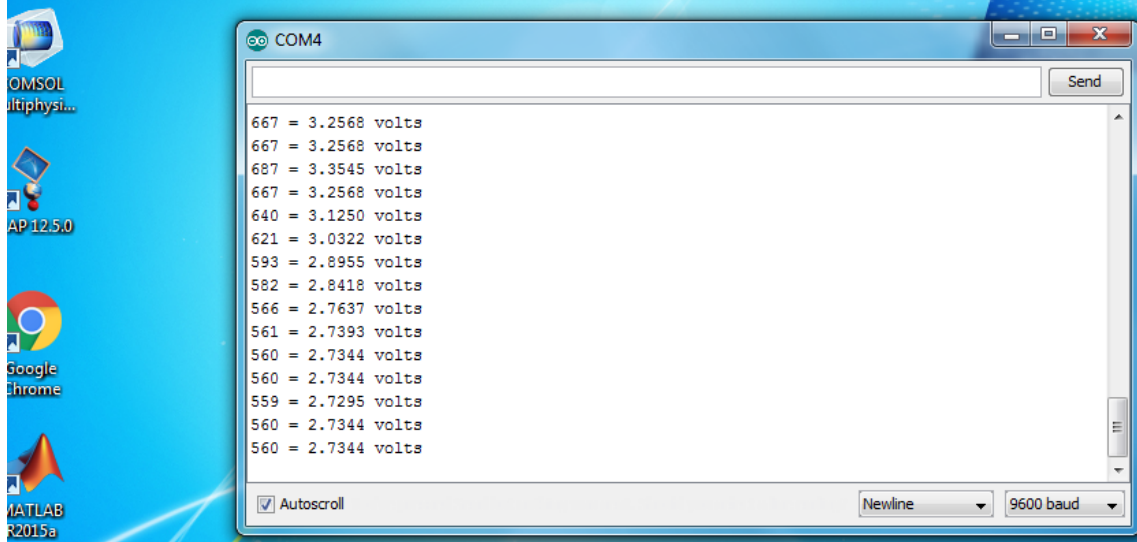 COM4
Send
667 = 3.2568 volts
667 = 3.2568 volts
687 = 3.3545 volts
667 = 3.2568 volts
640 = 3.1250 volts
621 = 3.0322 volts
593 = 2.8955 volts
582 = 2.8418 volts
566 = 2.7637 volts
561 = 2.7393 volts
560 = 2.7344 volts
560 = 2.7344 volts
559 = 2.7295 volts
560 = 2.7344 volts
560 = 2.7344 volts
Autoscroll
Newline
9600 baud
OMSOL
ltiphysi...
AP 12.5.0
Google
Chrome
MATLAB
R2015a